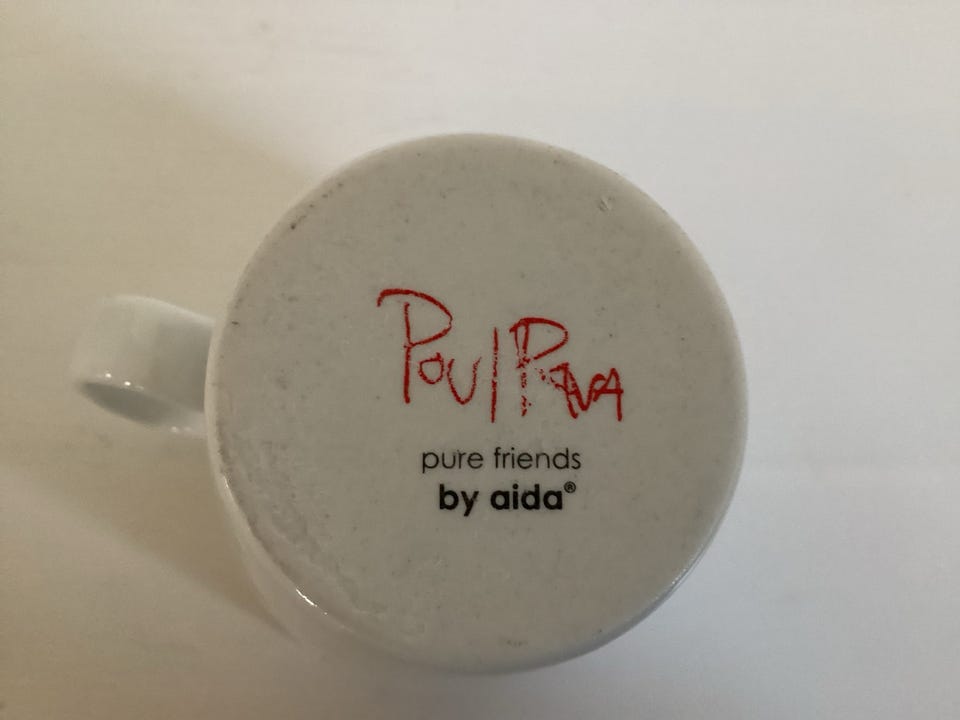 Poul Pava
pure friends
by aida®